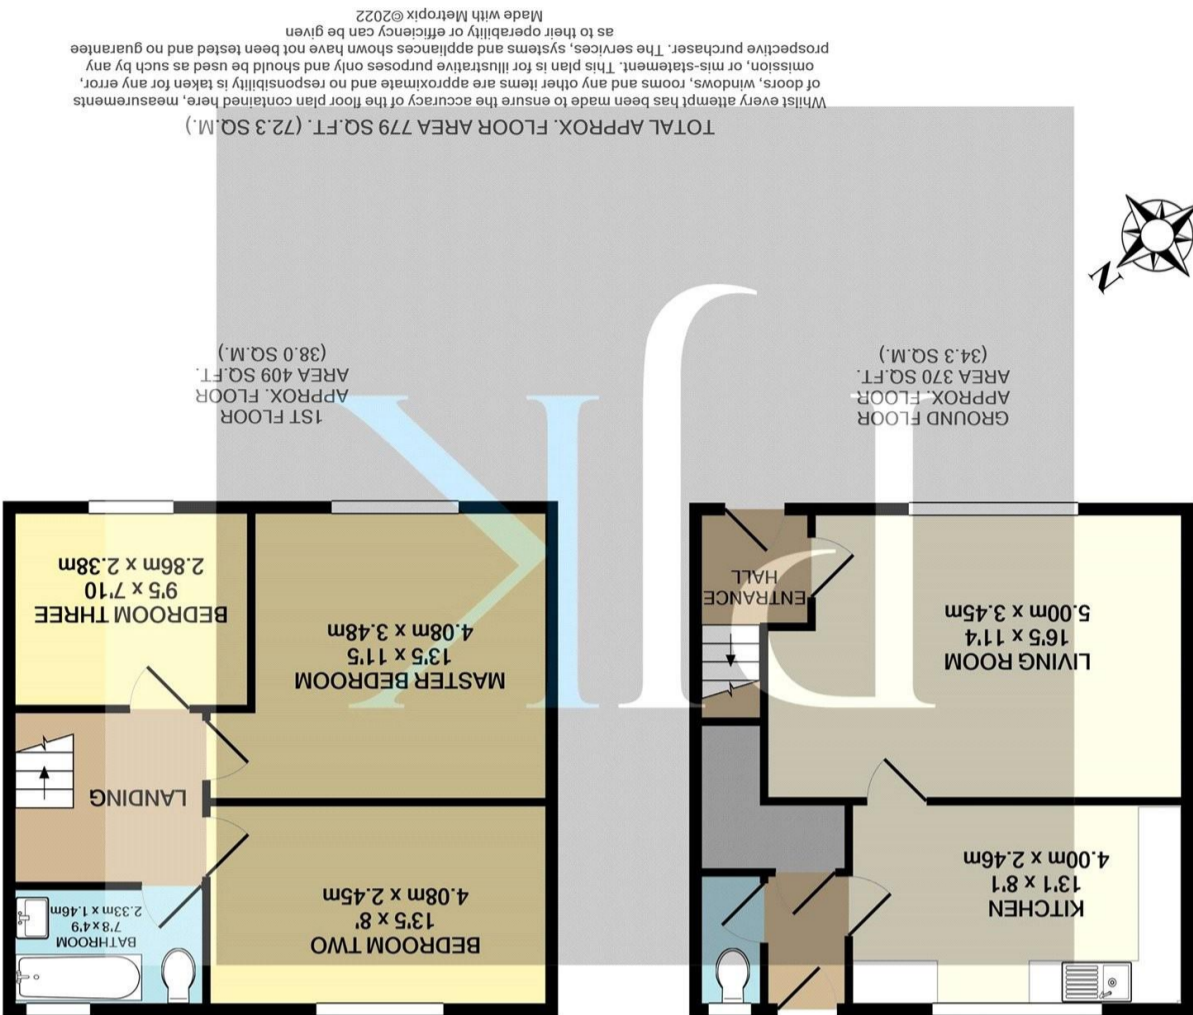 KITCHEN
13'1 x 8'1
4.00m x 2.46m
LIVING ROOM
16'5 x 11'4
5.00m x 3.45m
ENTRANCE
HALL
GROUND FLOOR
APPROX. FLOOR
AREA 370 SQ.FT.
(34.3 SQ.M.)
BEDROOM TWO
13'5 x 8'
4.08m x 2.45m
BATHROOM
7'8 x 4'9
2.33m x 1.46m
LANDING
MASTER BEDROOM
13'5 x 11'5
4.08m x 3.48m
BEDROOM THREE
9'5 x 7'10
2.86m x 2.38m
1ST FLOOR
APPROX. FLOOR
AREA 409 SQ.FT.
(38.0 SQ.M.)
N
PJK
TOTAL APPROX. FLOOR AREA 779 SQ.FT. (72.3 SQ.M.)
Whilst every attempt has been made to ensure the accuracy of the floor plan contained here, measurements
of doors, windows, rooms and any other items are approximate and no responsibility is taken for any error,
omission, or mis-statement. This plan is for illustrative purposes only and should be used as such by any
prospective purchaser. The services, systems and appliances shown have not been tested and no guarantee
as to their operability or efficiency can be given
Made with Metropix ©2022